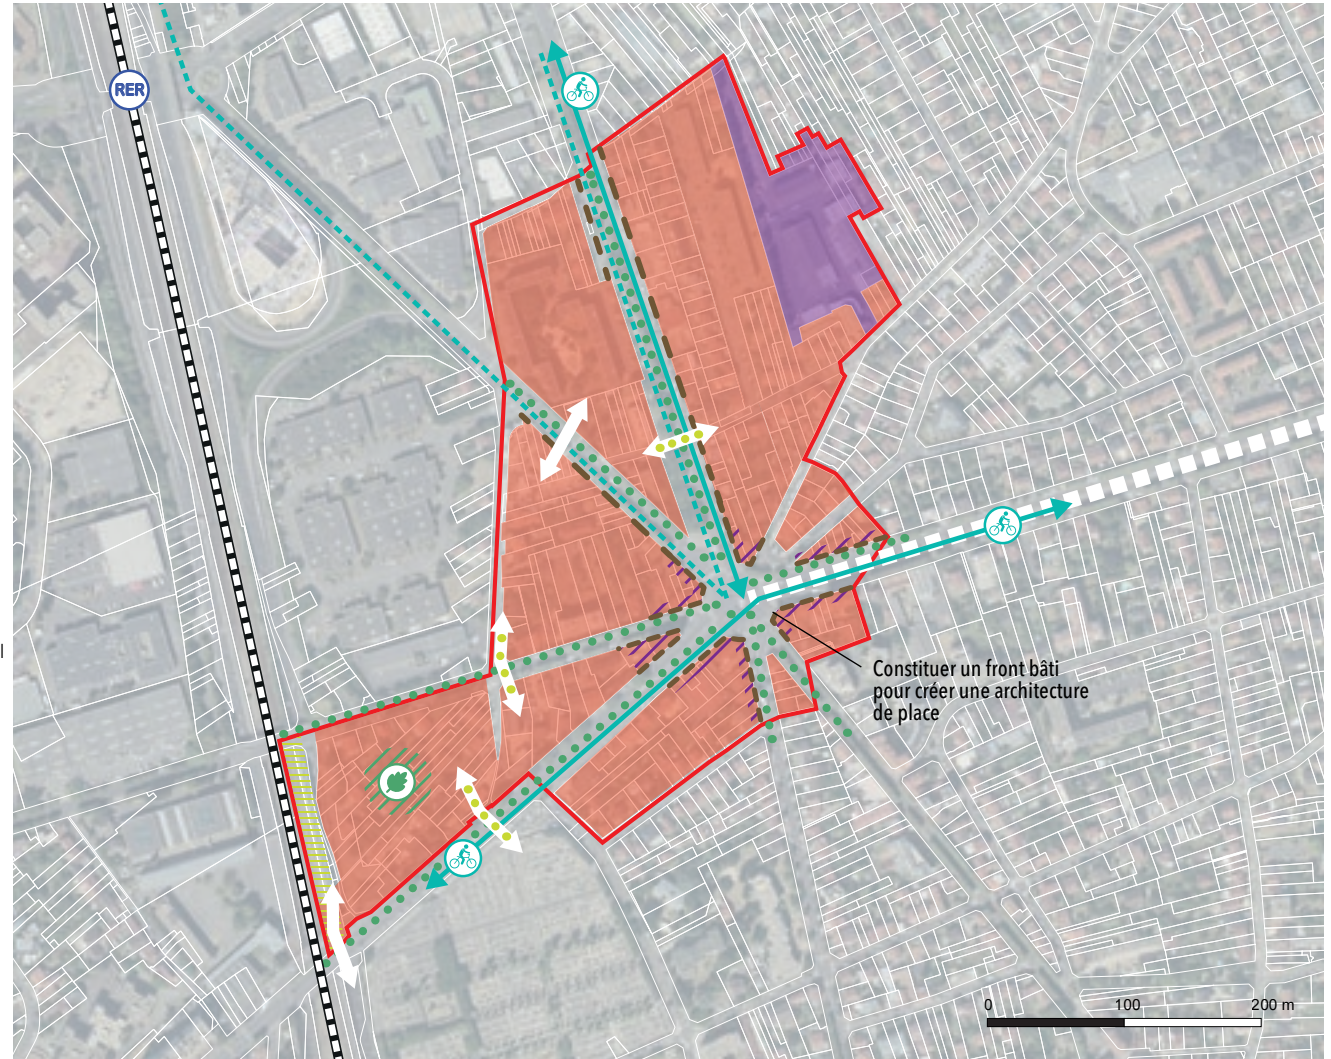 RER
l
Constituer un front bâti
pour créer une architecture
de place
0 100 200 m